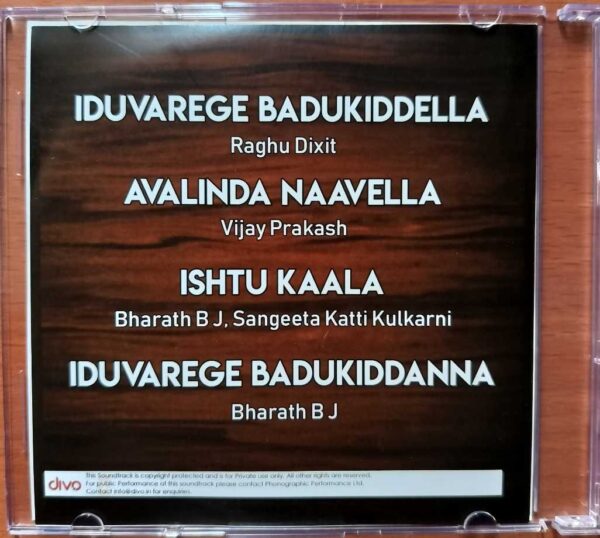 IDUVAREGE BADUKIDDELLA
Raghu Dixit
AVALINDA NAAVELLA
Vijay Prakash
ISHTU KAALA
Bharath B J, Sangeeta Katti Kulkarni
IDUVAREGE BADUKIDDANNA
Bharath B J
divo
This Soundtrack is copyright protected and is for Private use only. All other rights are reserved.
For public Performance of this soundtrack please contact Phonographic Performance Ltd.
Contact info@divo.in for enquiries.